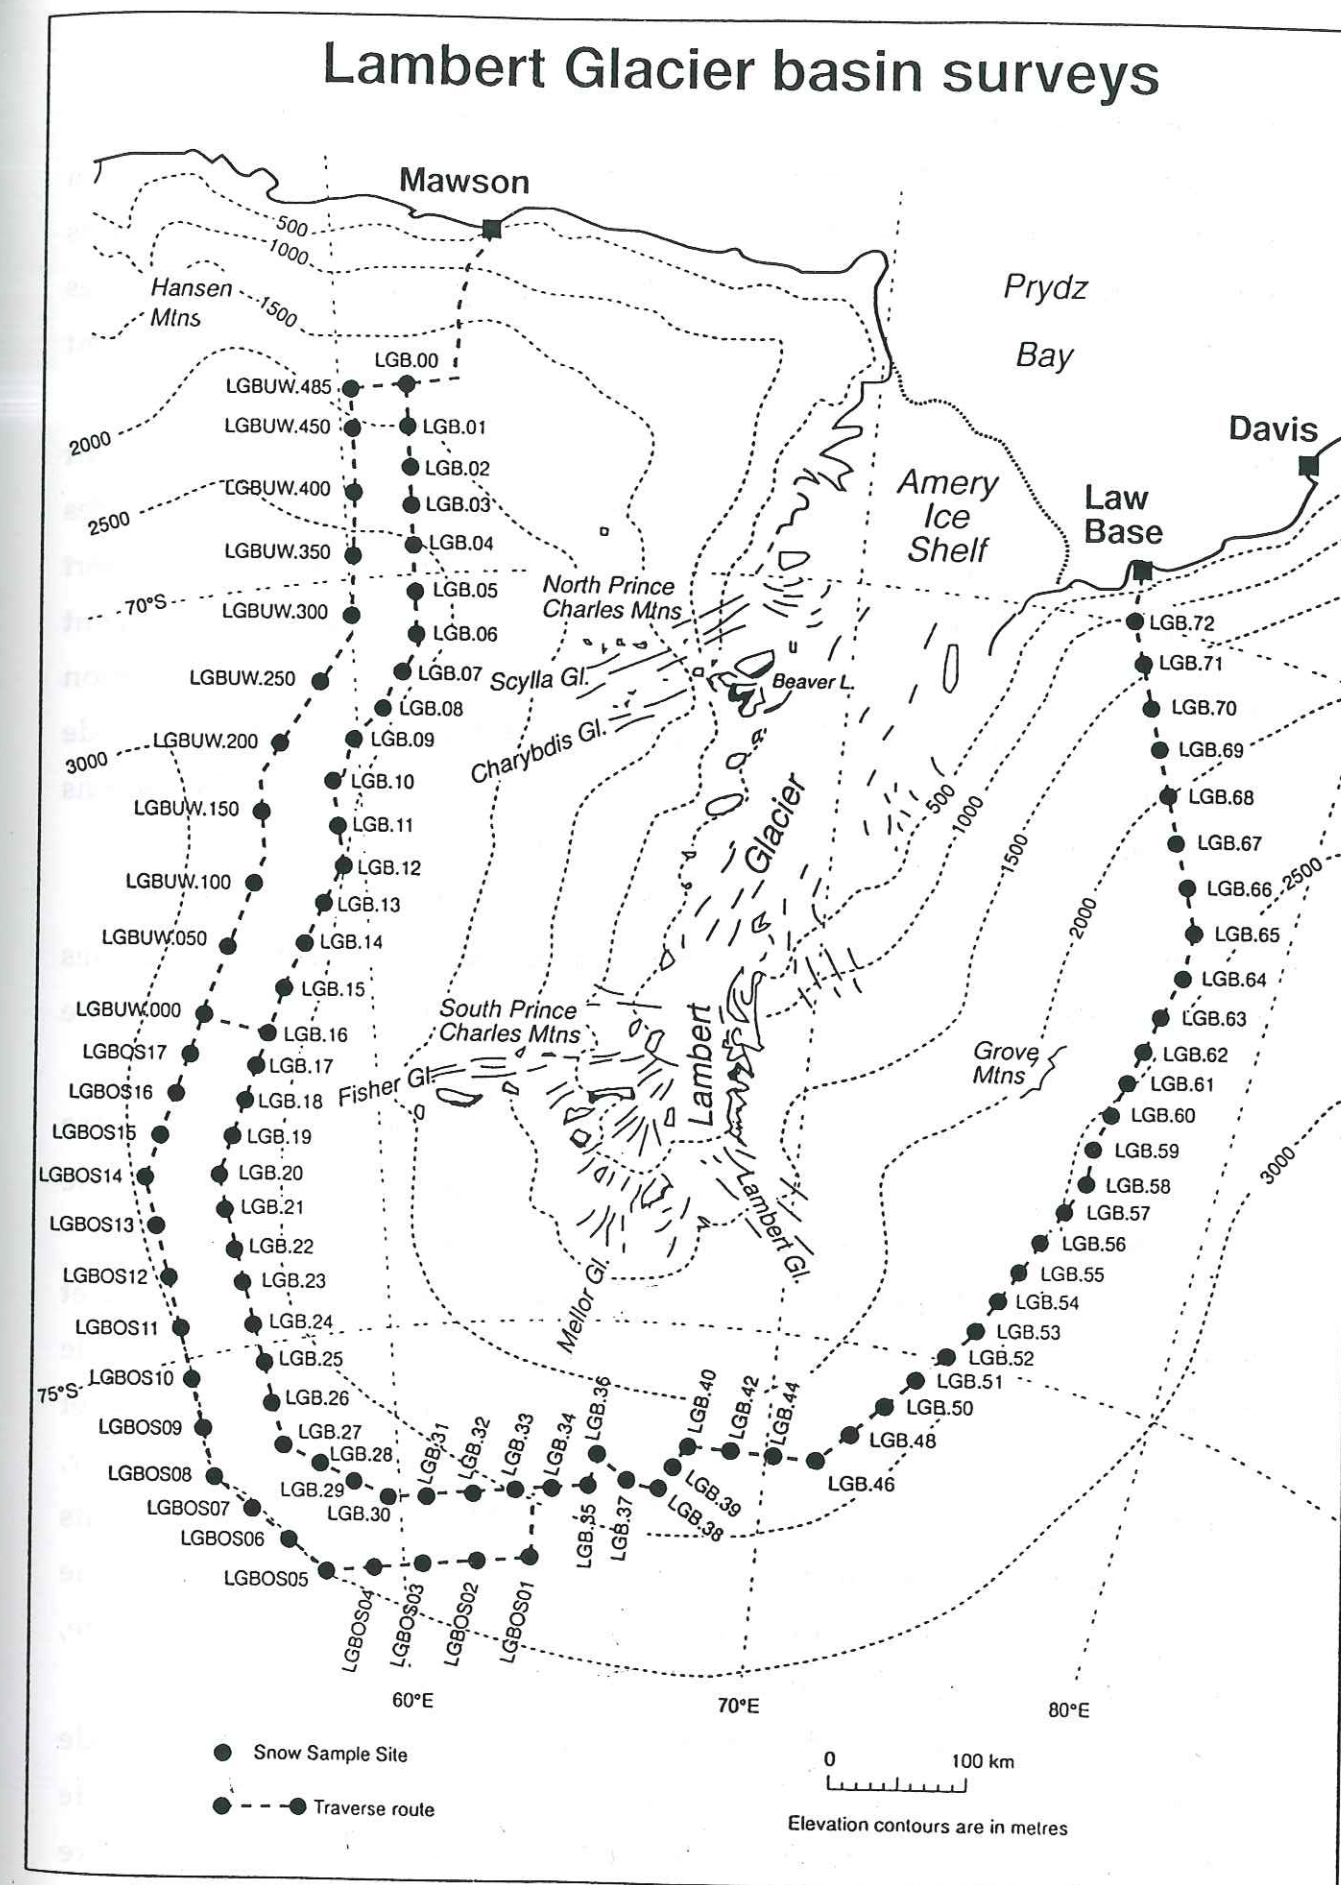 Lambert Glacier basin surveys
Mawson
500
1000
Hansen
Mtns
1500
Prydz
Bay
LGB.00
LGBUW.485
LGBUW.450
LGB.01
2000
Davis
LGB.02
LGBUW.400
LGB.03
Amery
Ice
Shelf
Law
Base
2500
LGB.04
LGBUW.350
North Prince
Charles Mtns
LGB.05
70°S
LGBUW.300
LGB.06
LGB.72
LGB.07
Scylla Gl.
Beaver L.
LGB.71
LGBUW.250
LGB.08
LGB.70
LGBUW.200
LGB.09
Charybdis Gl.
LGB.69
3000
LGB.10
LGB.68
LGBUW.150
LGB.11
Glacier
500
1000
1500
LGB.67
LGB.12
LGBUW.100
LGB.66
2500
LGB.13
2000
LGBUW.050
LGB.14
LGB.65
LGB.15
LGB.64
LGBUW.000
South Prince
Charles Mtns
LGB.16
Lambert
LGB.63
LGBOS17
LGB.17
Grove
Mtns
LGB.62
LGBOS16
LGB.18
Fisher Gl.
LGB.61
LGB.60
LGBOS15
LGB.19
LGB.59
LGBOS14
LGB.20
LGB.58
3000
LGB.21
Lambert Gl.
LGB.57
LGBOS13
LGB.22
LGB.56
LGBOS12
LGB.23
Mellor Gl.
LGB.55
LGB.54
LGBOS11
LGB.24
LGB.53
LGB.25
LGB.52
LGBOS10
75°S
LGB.51
LGB.26
LGB.50
LGBOS09
LGB.27
LGB.28
LGB.31
LGB.32
LGB.33
LGB.34
LGB.36
LGB.40
LGB.42
LGB.44
LGB.48
LGBOS08
LGB.29
LGB.30
LGB.35
LGB.37
LGB.38
LGB.39
LGB.46
LGBOS07
LGBOS06
LGBOS05
LGBOS04
LGBOS03
LGBOS02
LGBOS01
60°E
70°E
80°E
Snow Sample Site
0 100 km
Traverse route
Elevation contours are in metres